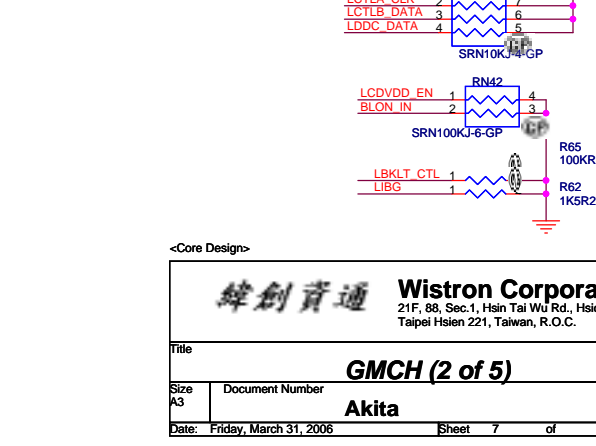 LCTLB_DATA 3 6
LDDC_DATA 4 5
SRN10KJ-4-GP
RN42
LCDVDD_EN 1 4
BLON_IN 2 3
SRN100KJ-6-GP
R65
100KR
LBKLT_CTL 1
LIBG 1
R62
1K5R2
<Core Design>
緯創資通
Wistron Corpora
21F, 88, Sec.1, Hsin Tai Wu Rd., Hsi
Taipei Hsien 221, Taiwan, R.O.C.
Title
GMCH (2 of 5)
Size
A3
Document Number
Akita
Date: Friday, March 31, 2006 Sheet 7 of